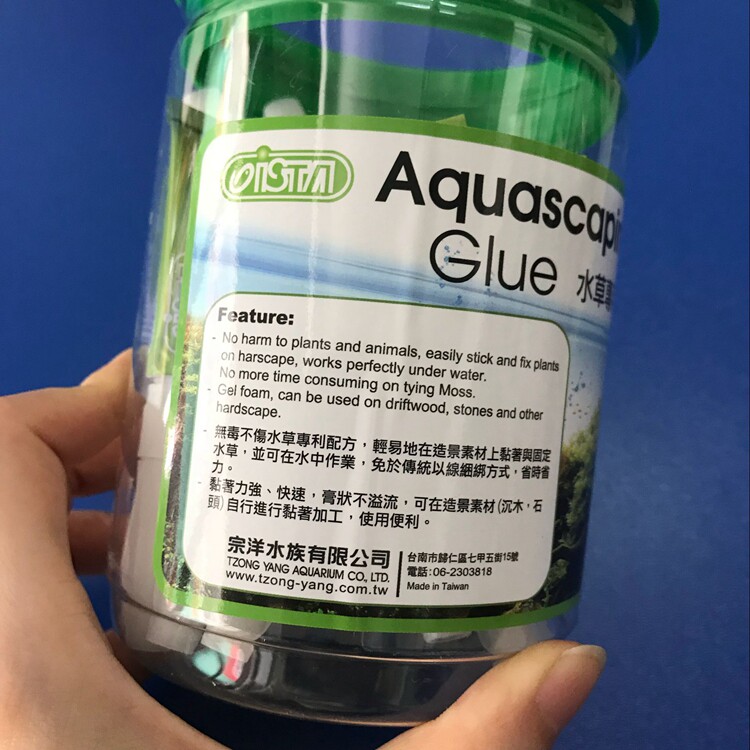 ISTA
Aquascapi
Glue 水草專
Feature:
- No harm to plants and animals, easily stick and fix plants
on harscape, works perfectly under water.
No more time consuming on tying Moss.
- Gel foam, can be used on driftwood, stones and other
hardscape.
- 無毒不傷水草專利配方，輕易地在造景素材上黏著與固定
水草，並可在水中作業，免於傳統以線綑綁方式，省時省
力。
- 黏著力強、快速，膏狀不溢流，可在造景素材(沉木，石
頭)自行進行黏著加工，使用便利。
宗洋水族有限公司
TZONG YANG AQUARIUM CO., LTD.
www.tzong-yang.com.tw
台南市歸仁區七甲五街15號
電話:06-2303818
Made in Taiwan